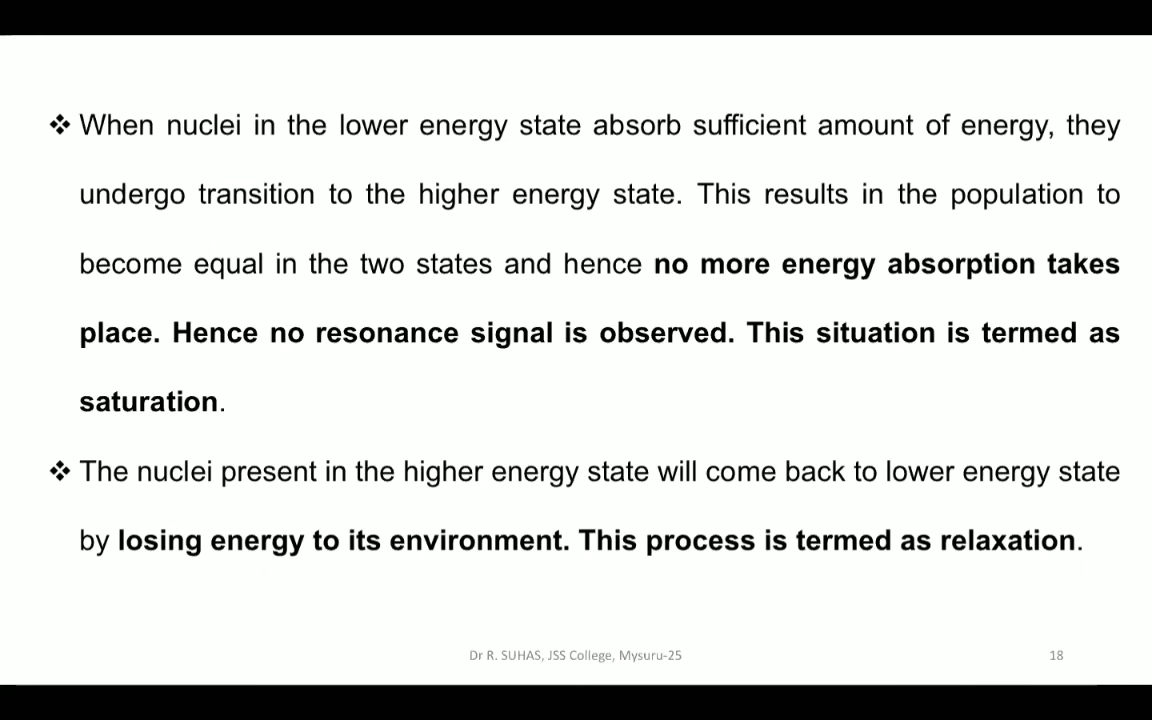 ❖ When nuclei in the lower energy state absorb sufficient amount of energy, they
undergo transition to the higher energy state. This results in the population to
become equal in the two states and hence no more energy absorption takes
place. Hence no resonance signal is observed. This situation is termed as
saturation.
❖ The nuclei present in the higher energy state will come back to lower energy state
by losing energy to its environment. This process is termed as relaxation.
Dr R. SUHAS, JSS College, Mysuru-25 18